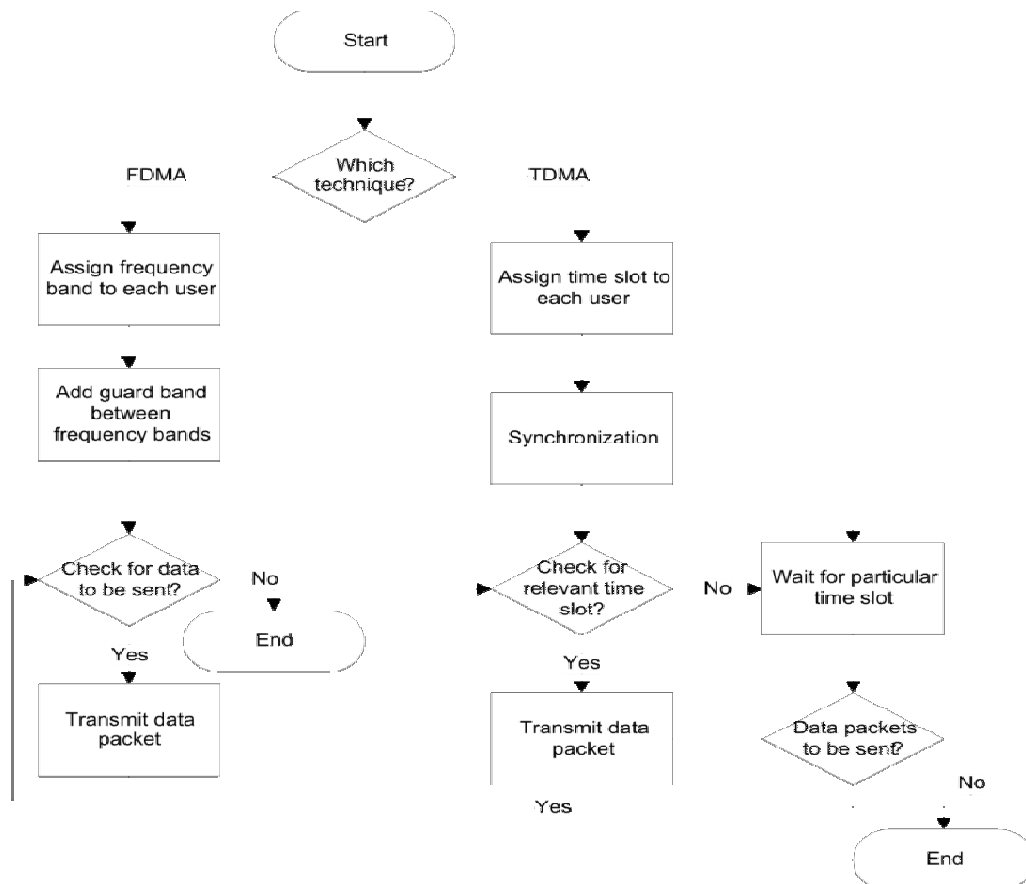 Start
Which
technique?
FDMA
TDMA
Assign frequency
band to each user
Assign time slot to
each user
Add guard band
between
frequency bands
Synchronization
Check for data
to be sent?
No
End
Yes
Transmit data
packet
Check for
relevant time
slot?
No
Wait for particular
time slot
Yes
Transmit data
packet
Yes
Data packets
to be sent?
No
End